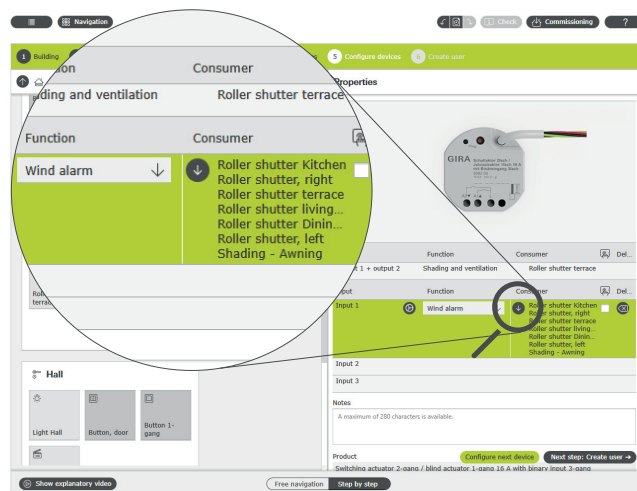 Navigation
Check
Commissioning
?
1 Building
5 Configure devices
6 Create user
Consumer
Properties
ding and ventilation
Roller shutter terrace
Function
Consumer
Wind alarm
Roller shutter Kitchen
Roller shutter, right
Roller shutter terrace
Roller shutter living...
Roller shutter Dinin...
Roller shutter, left
Shading - Awning
GIRA
Function
Consumer
Del...
1 + output 2
Shading and ventilation
Roller shutter terrace
Function
Del...
Input 1
Wind alarm
Roller shutter Kitchen
Roller shutter, right
Roller shutter terrace
Roller shutter living...
Roller shutter Dinin...
Roller shutter, left
Shading - Awning
Input 2
Input 3
Hall
Light Hall
Button, door
Button 1-
gang
Notes
A maximum of 280 characters is available.
Product
Configure next device
Next step: Create user
Switching actuator 2-gang / blind actuator 1-gang 16 A with binary input 3-gang
Show explanatory video
Free navigation
Step by step